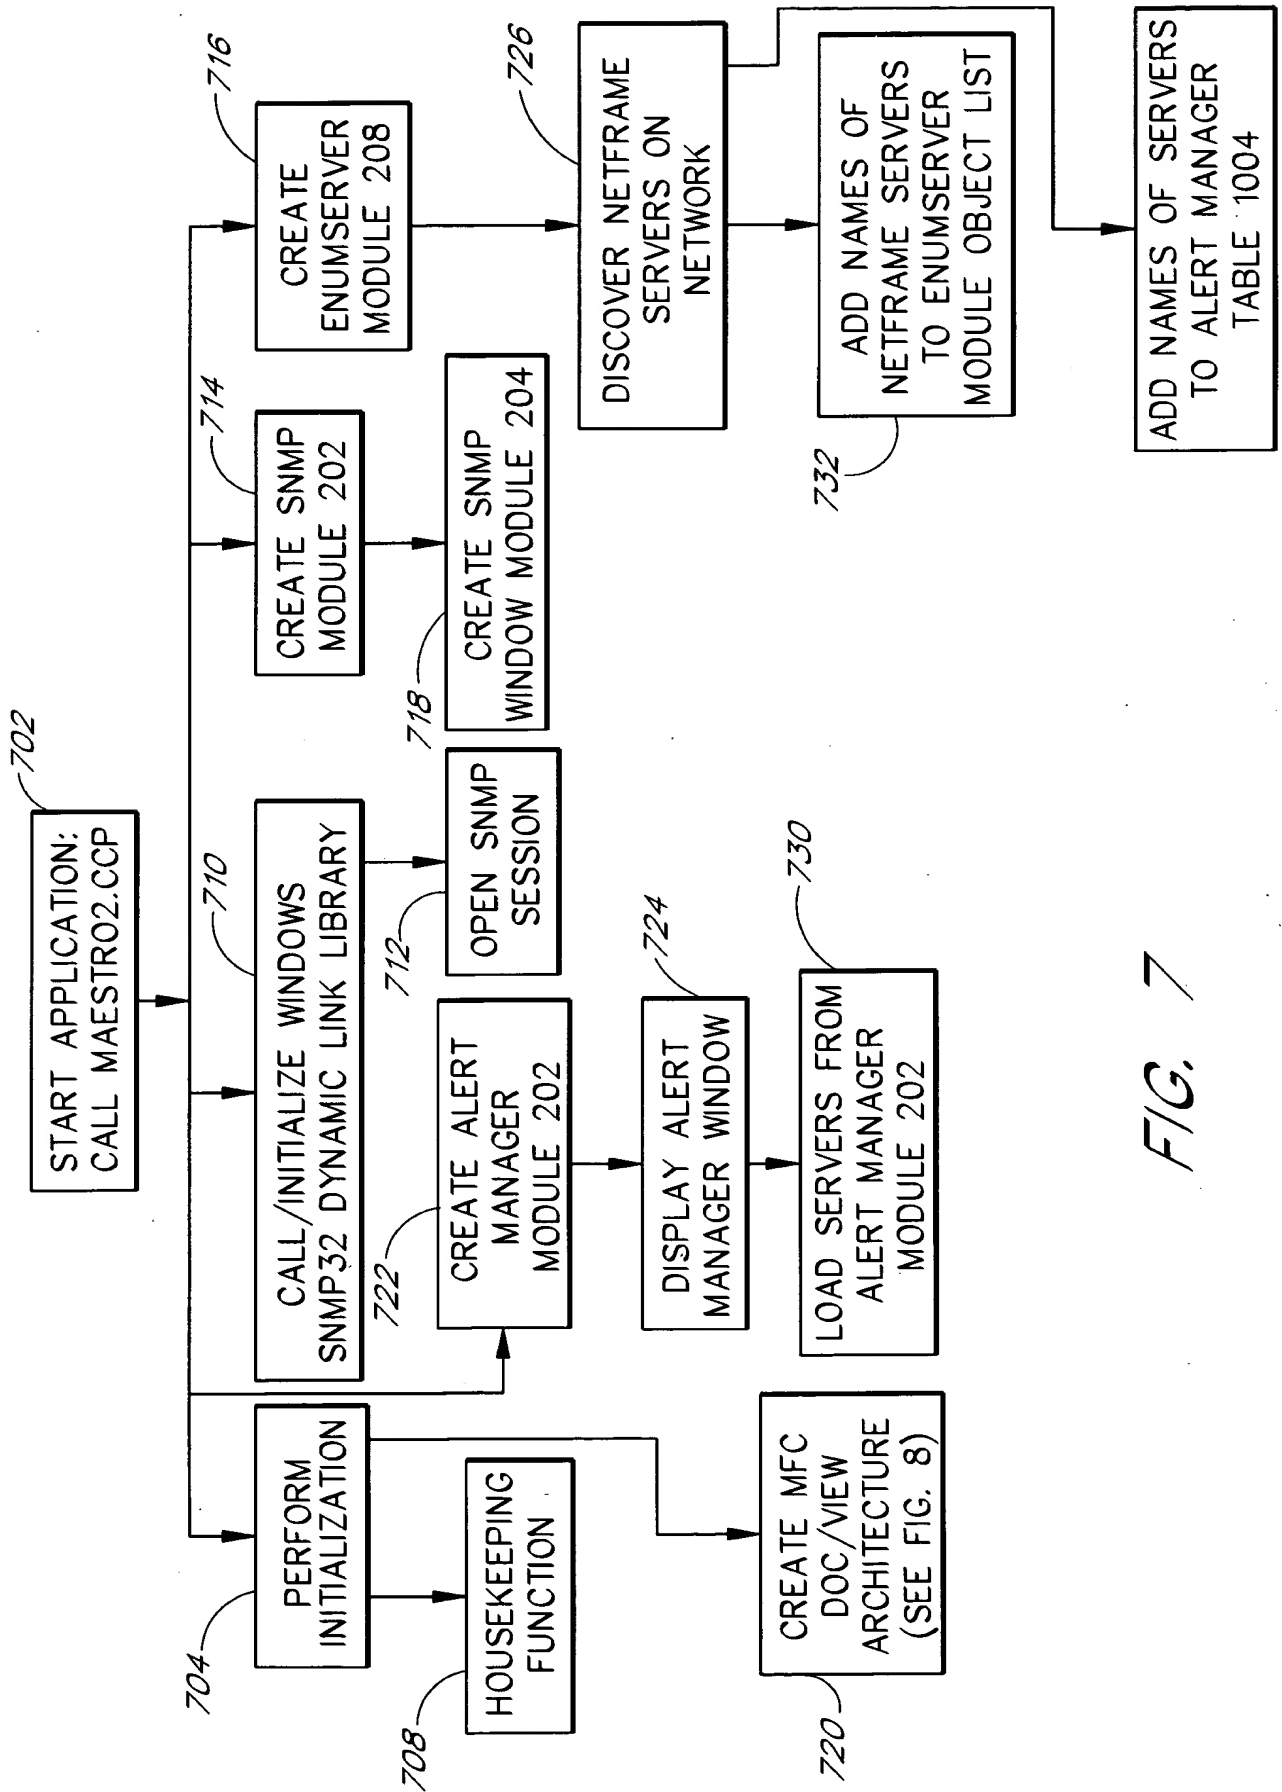 702
START APPLICATION:
CALL MAESTRO2.CCP
704
PERFORM
INITIALIZATION
710
CALL/INITIALIZE WINDOWS
SNMP32 DYNAMIC LINK LIBRARY
714
CREATE SNMP
MODULE 202
716
CREATE
ENUMSERVER
MODULE 208
708
HOUSEKEEPING
FUNCTION
722
CREATE ALERT
MANAGER
MODULE 202
712
OPEN SNMP
SESSION
718
CREATE SNMP
WINDOW MODULE 204
726
DISCOVER NETFRAME
SERVERS ON
NETWORK
724
DISPLAY ALERT
MANAGER WINDOW
720
CREATE MFC
DOC/VIEW
ARCHITECTURE
(SEE FIG. 8)
730
LOAD SERVERS FROM
ALERT MANAGER
MODULE 202
732
ADD NAMES OF
NETFRAME SERVERS
TO ENUMSERVER
MODULE OBJECT LIST
ADD NAMES OF SERVERS
TO ALERT MANAGER
TABLE 1004
FIG. 7